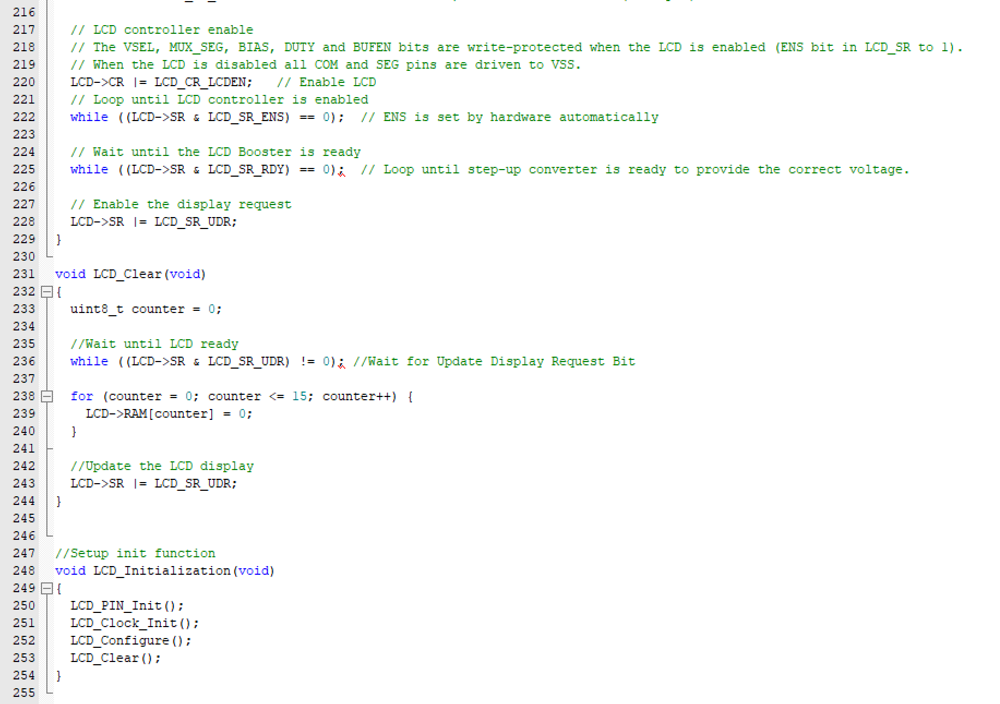 216
217 // LCD controller enable
218 // The VSEL, MUX_SEG, BIAS, DUTY and BUFEN bits are write-protected when the LCD is enabled (ENS bit in LCD_SR to 1).
219 // When the LCD is disabled all COM and SEG pins are driven to VSS.
220 LCD->CR |= LCD_CR_LCDEN;   // Enable LCD
221 // Loop until LCD controller is enabled
222 while ((LCD->SR & LCD_SR_ENS) == 0);  // ENS is set by hardware automatically
223
224 // Wait until the LCD Booster is ready
225 while ((LCD->SR & LCD_SR_RDY) == 0);  // Loop until step-up converter is ready to provide the correct voltage.
226
227 // Enable the display request
228 LCD->SR |= LCD_SR_UDR;
229 }
230
231 void LCD_Clear(void)
232 {
233 uint8_t counter = 0;
234
235 //Wait until LCD ready
236 while ((LCD->SR & LCD_SR_UDR) != 0); //Wait for Update Display Request Bit
237
238 for (counter = 0; counter <= 15; counter++) {
239 LCD->RAM[counter] = 0;
240 }
241
242 //Update the LCD display
243 LCD->SR |= LCD_SR_UDR;
244 }
245
246
247 //Setup init function
248 void LCD_Initialization(void)
249 {
250 LCD_PIN_Init();
251 LCD_Clock_Init();
252 LCD_Configure();
253 LCD_Clear();
254 }
255